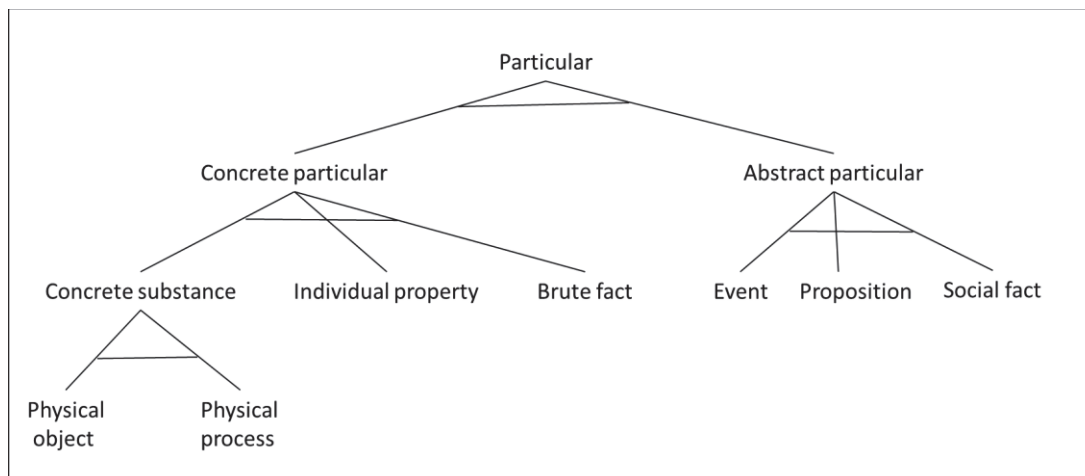 Particular
Concrete particular
Abstract particular
Concrete substance
Individual property
Brute fact
Event
Proposition
Social fact
Physical
object
Physical
process